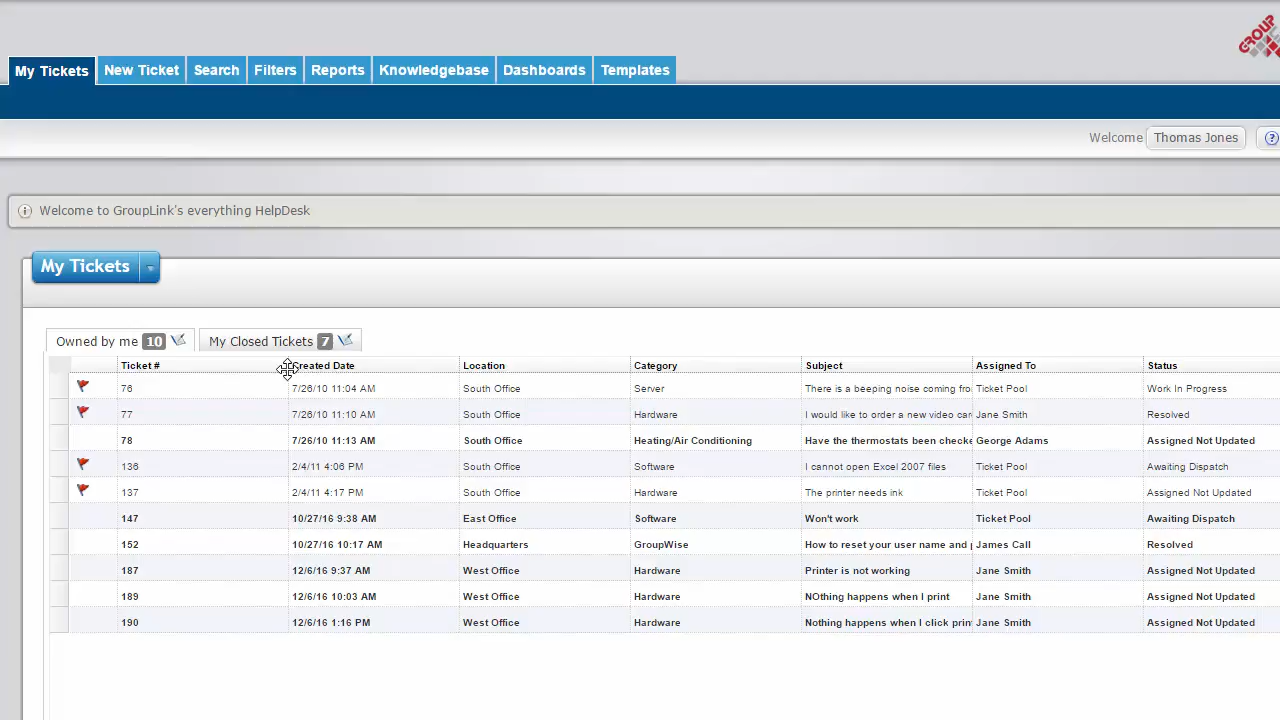 GROUP
My Tickets New Ticket Search Filters Reports Knowledgebase Dashboards Templates
Welcome Thomas Jones ?
Welcome to GroupLink's everything HelpDesk
My Tickets
Owned by me 10 My Closed Tickets 7
Ticket # Created Date Location Category Subject Assigned To Status
76 7/26/10 11:04 AM South Office Server There is a beeping noise coming fro Ticket Pool Work In Progress
77 7/26/10 11:10 AM South Office Hardware I would like to order a new video car Jane Smith Resolved
78 7/26/10 11:13 AM South Office Heating/Air Conditioning Have the thermostats been checke George Adams Assigned Not Updated
136 2/4/11 4:06 PM South Office Software I cannot open Excel 2007 files Ticket Pool Awaiting Dispatch
137 2/4/11 4:17 PM South Office Hardware The printer needs ink Ticket Pool Assigned Not Updated
147 10/27/16 9:38 AM East Office Software Won't work Ticket Pool Awaiting Dispatch
152 10/27/16 10:17 AM Headquarters GroupWise How to reset your user name and p James Call Resolved
187 12/6/16 9:37 AM West Office Hardware Printer is not working Jane Smith Assigned Not Updated
189 12/6/16 10:03 AM West Office Hardware NOthing happens when I print Jane Smith Assigned Not Updated
190 12/6/16 1:16 PM West Office Hardware Nothing happens when I click prin Jane Smith Assigned Not Updated